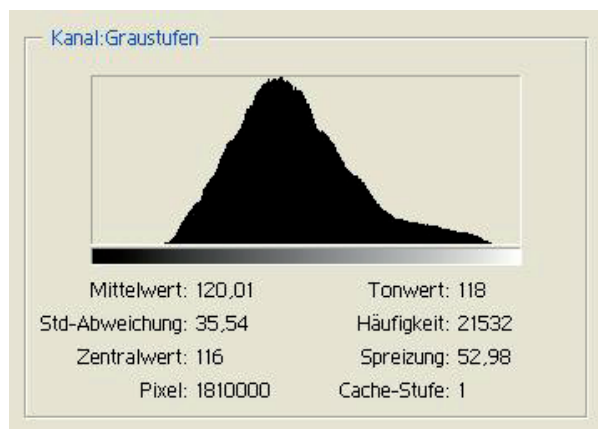 Kanal:Graustufen
Mittelwert: 120,01 Tonwert: 118
Std-Abweichung: 35,54 Häufigkeit: 21532
Zentralwert: 116 Spreizung: 52,98
Pixel: 1810000 Cache-Stufe: 1